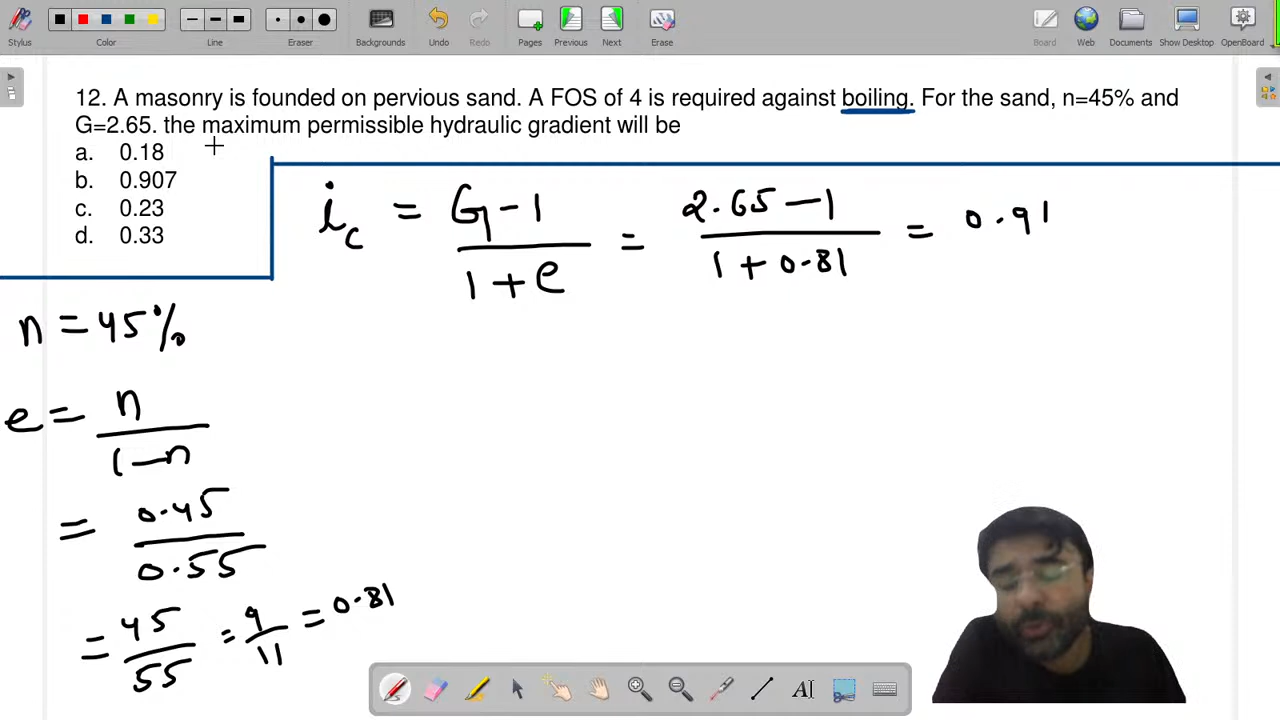 Stylus
Color
Line
Eraser
Backgrounds
Undo
Redo
Pages
Previous
Next
Erase
Board
Web
Documents
Show Desktop
OpenBoard
12. A masonry is founded on pervious sand. A FOS of 4 is required against boiling. For the sand, n=45% and
G=2.65. the maximum permissible hydraulic gradient will be
a. 0.18
b. 0.907
c. 0.23
d. 0.33
i_c = G-1 / 1+e = 2.65-1 / 1+0.81 = 0.91
n = 45%
e = n / 1-n
= 0.45 / 0.55
= 45 / 55 = 9 / 11 = 0.81